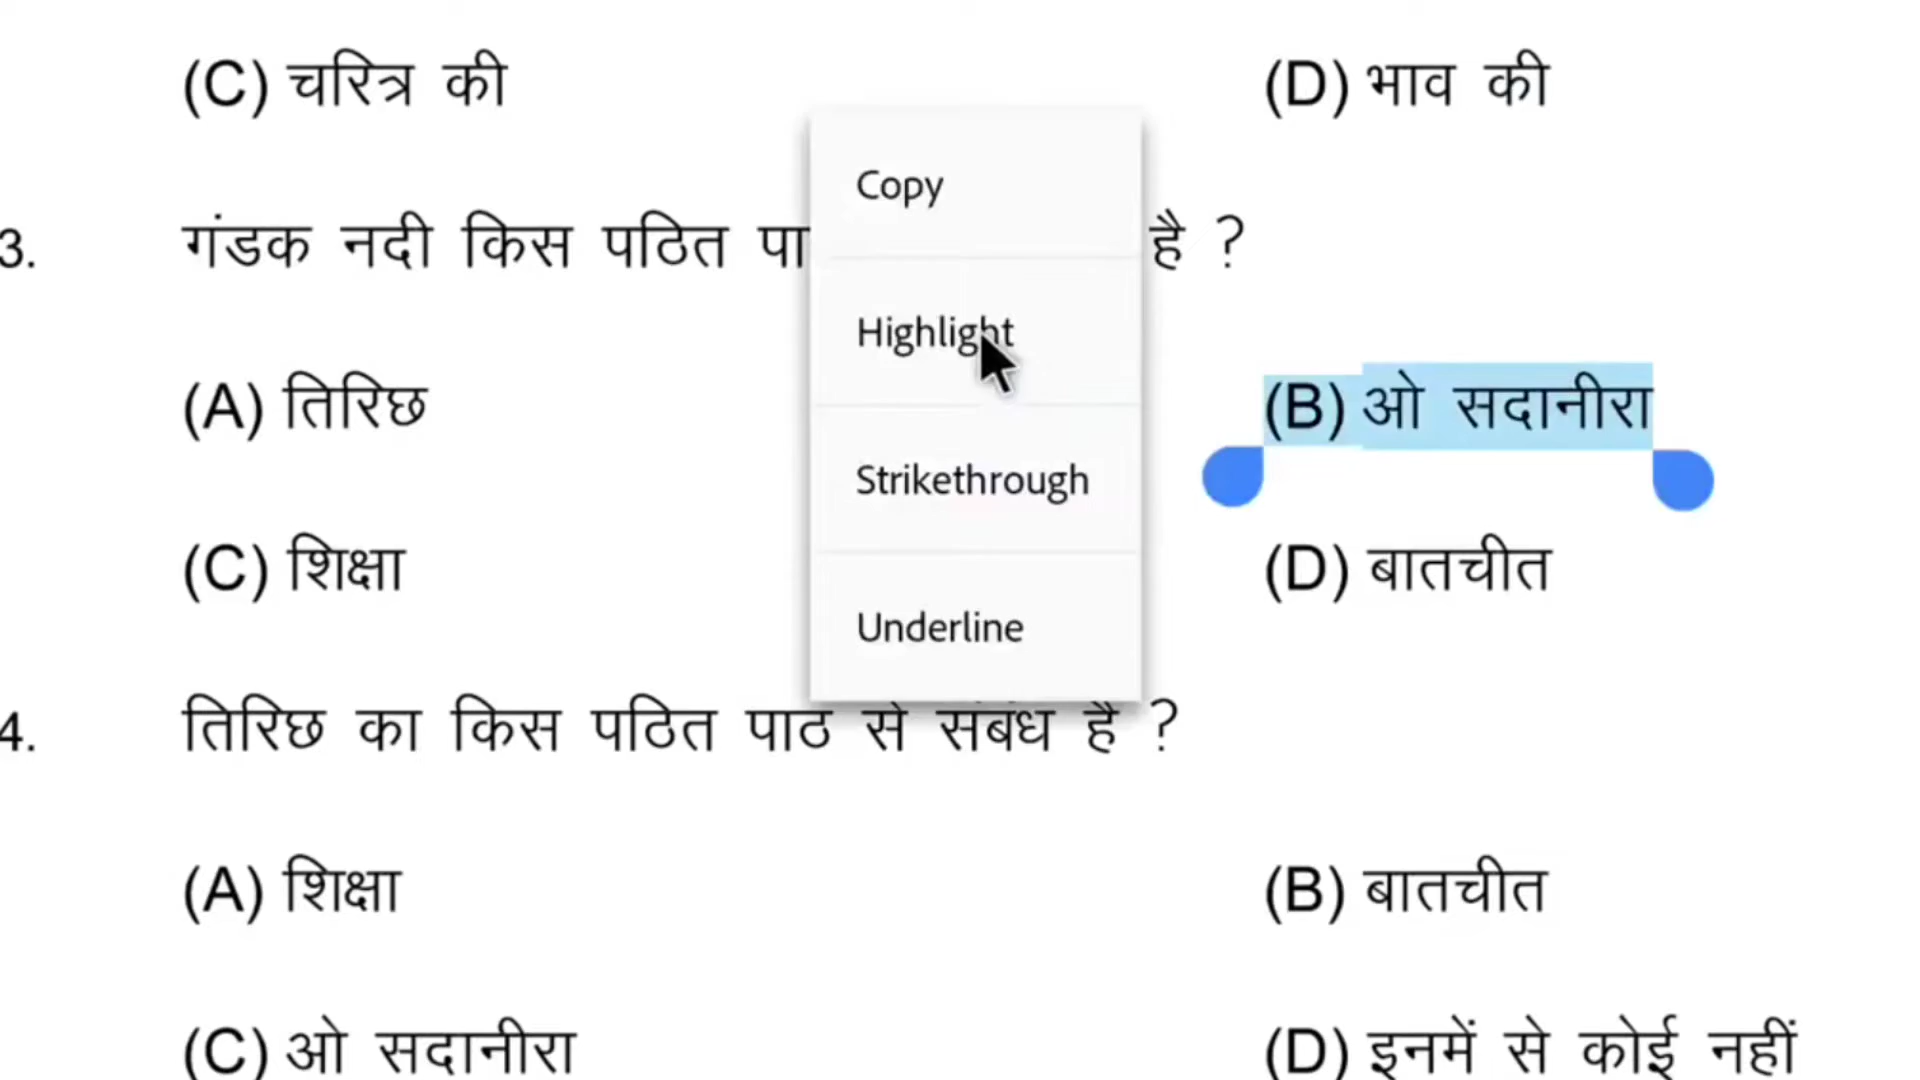 (C) चरित्र की (D) भाव की
Copy
3. गंडक नदी किस पठित है ?
Highlight
(A) तिरिछ (B) ओ सदानीरा
Strikethrough
(C) शिक्षा (D) बातचीत
Underline
4. तिरिछ का किस पठित पाठ से संबंध है ?
(A) शिक्षा (B) बातचीत
(C) ओ सदानीरा (D) इनमें से कोई नहीं